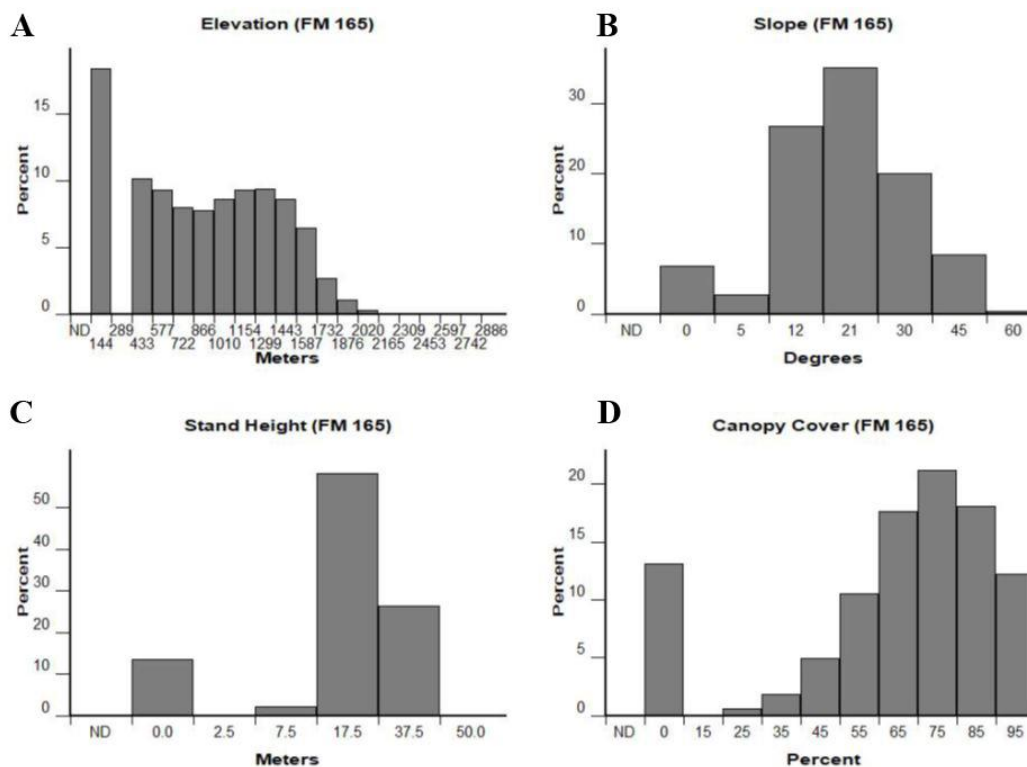 A
Elevation (FM 165)
Percent
15
10
5
0
ND 289 577 866 1154 1443 1732 2020 2309 2597 2886
144 433 722 1010 1299 1587 1876 2165 2453 2742
Meters
B
Slope (FM 165)
Percent
30
20
10
0
ND 0 5 12 21 30 45 60
Degrees
C
Stand Height (FM 165)
Percent
50
40
30
20
10
0
ND 0.0 2.5 7.5 17.5 37.5 50.0
Meters
D
Canopy Cover (FM 165)
Percent
20
15
10
5
0
ND 0 15 25 35 45 55 65 75 85 95
Percent